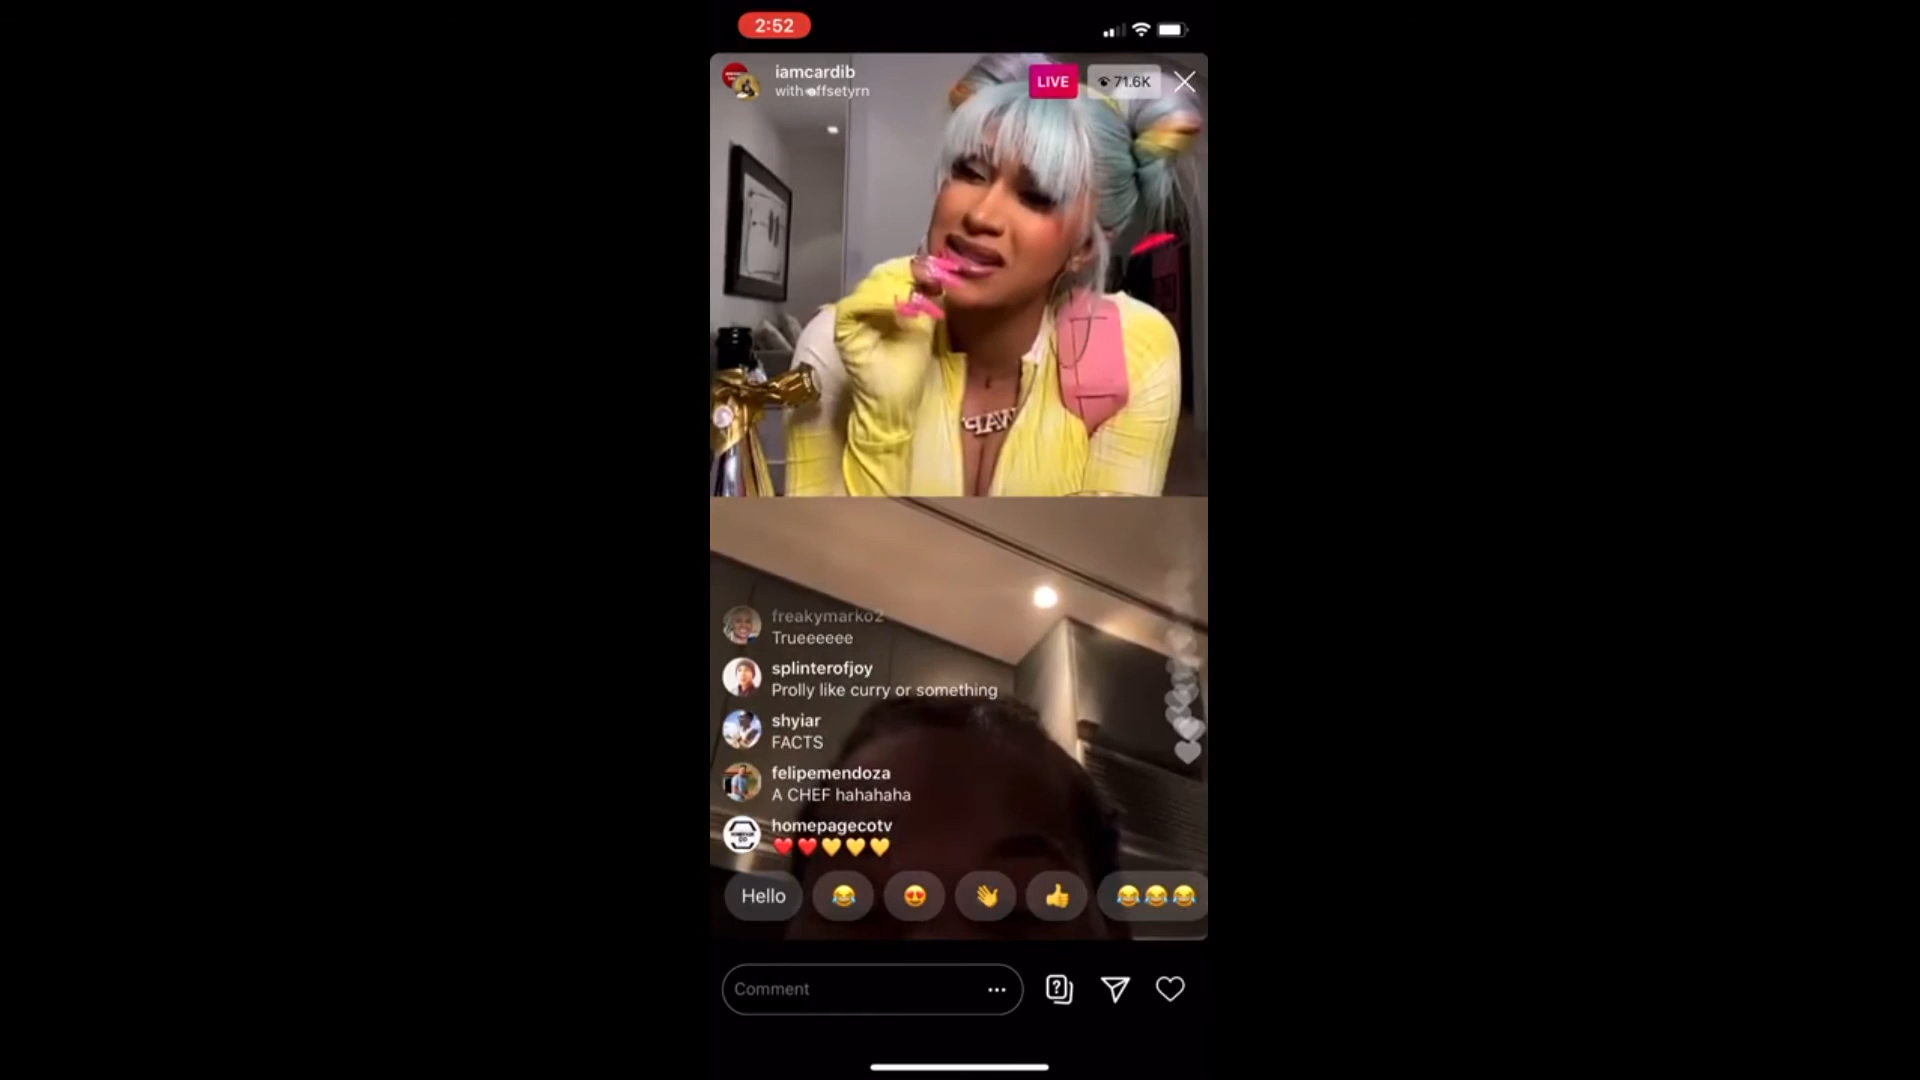 2:52
iamcardib
with offsetyrn
LIVE
71.6K
WAP
freakymarko2
Trueeeeee
splinterofjoy
Prolly like curry or something
shyiar
FACTS
felipemendoza
A CHEF hahahaha
homepagecotv
❤️❤️💛💛💛
Hello
😂 😍 👋 👍 😂😂😂
Comment